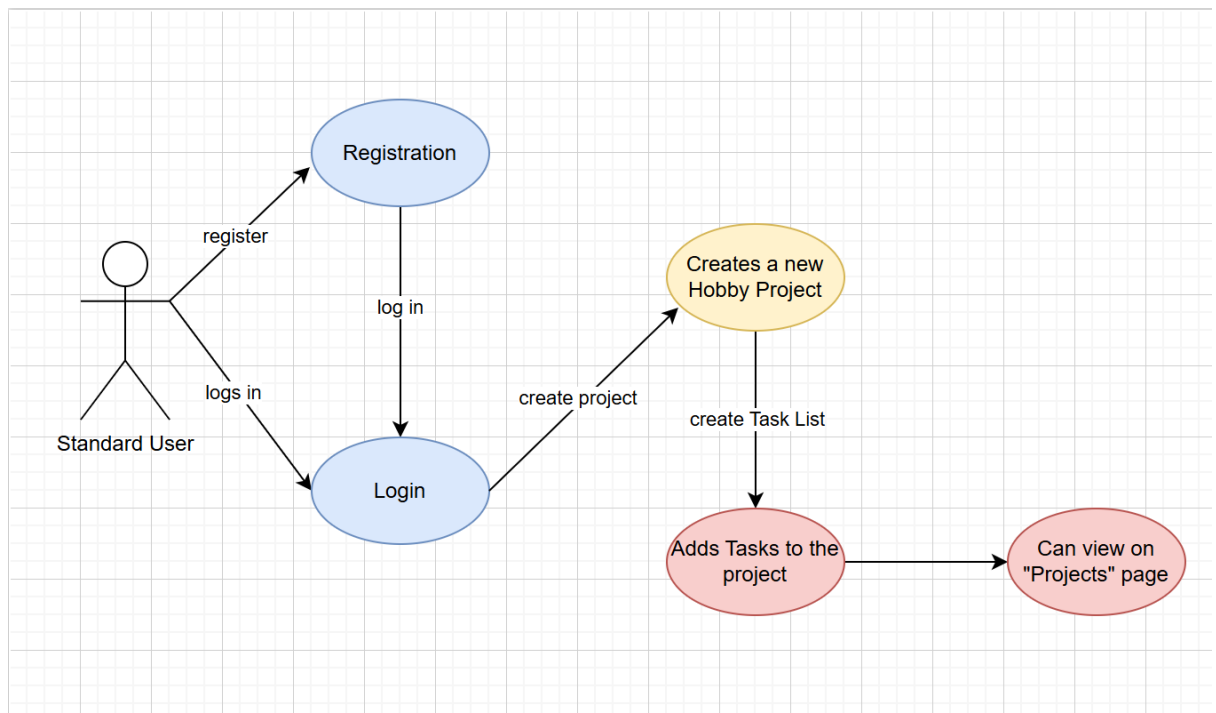 Registration
register
Standard User
logs in
log in
Login
create project
Creates a new
Hobby Project
create Task List
Adds Tasks to the
project
Can view on
"Projects" page